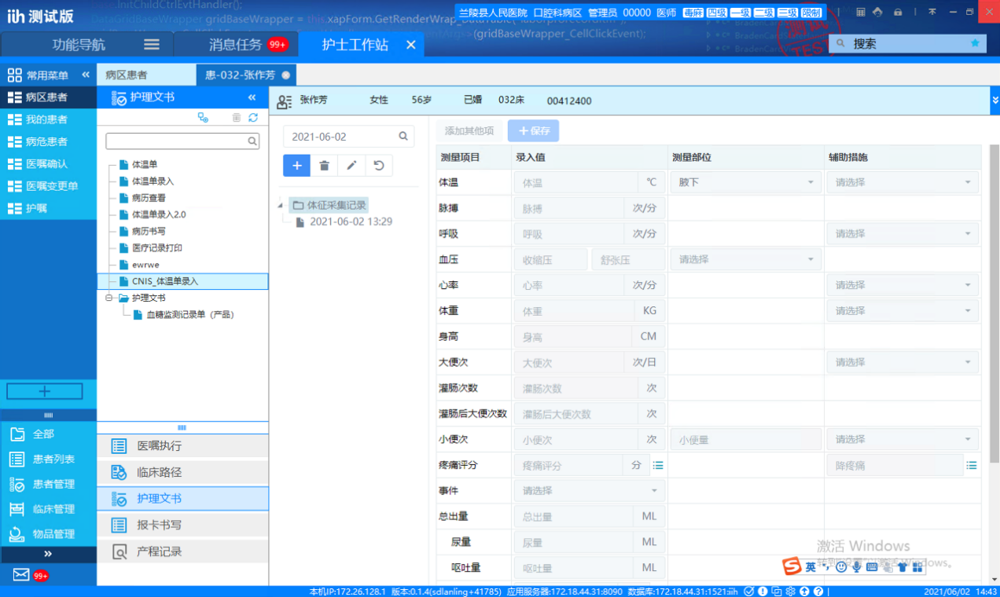 iih 测试版
InitChildCtrlEvtHandler();
DataGridBaseWrapper gridBaseWrapper = this.xapForm.GetRenderWrap_DataTable(
(gridBaseWrapper_CellClickEvent);
兰陵县人民医院 口腔科病区 管理员 00000 医师 毒麻 四级 一级 二级 三级 限制
功能导航
消息任务 99+
护士工作站 ×
TEST
搜索
常用菜单 «
病区患者
患-032-张作芳
病区患者
我的患者
病危患者
医嘱确认
医嘱变更单
护嘱
全部
患者列表
患者管理
临床管理
物品管理
»
99+
护理文书 «
体温单
体温单录入
病历查看
体温单录入2.0
病历书写
医疗记录打印
ewrwe
CNIS_体温单录入
护理文书
血糖监测记录单（产品）
医嘱执行
临床路径
护理文书
报卡书写
产程记录
张作芳 女性 56岁 已婚 032床 00412400
2021-06-02
体征采集记录
2021-06-02 13:29
添加其他项 + 保存
测量项目 录入值 测量部位 辅助措施
体温 体温 ℃ 腋下 请选择
脉搏 脉搏 次/分
呼吸 呼吸 次/分 请选择
血压 收缩压 舒张压 请选择
心率 心率 次/分 请选择
体重 体重 KG 请选择
身高 身高 CM
大便次 大便次 次/日 请选择
灌肠次数 灌肠次数 次
灌肠后大便次数 灌肠后大便次数 次
小便次 小便次 次 小便量 请选择
疼痛评分 疼痛评分 分 除疼痛
事件 请选择
总出量 总出量 ML
尿量 尿量 ML
呕吐量 呕吐量 ML
激活 Windows
英
本机IP:172.26.128.1 版本:0.1.4(sdlanling+41785) 应用服务器:172.18.44.31:8090 数据库:172.18.44.31:1521:iih
2021/06/02 14:43